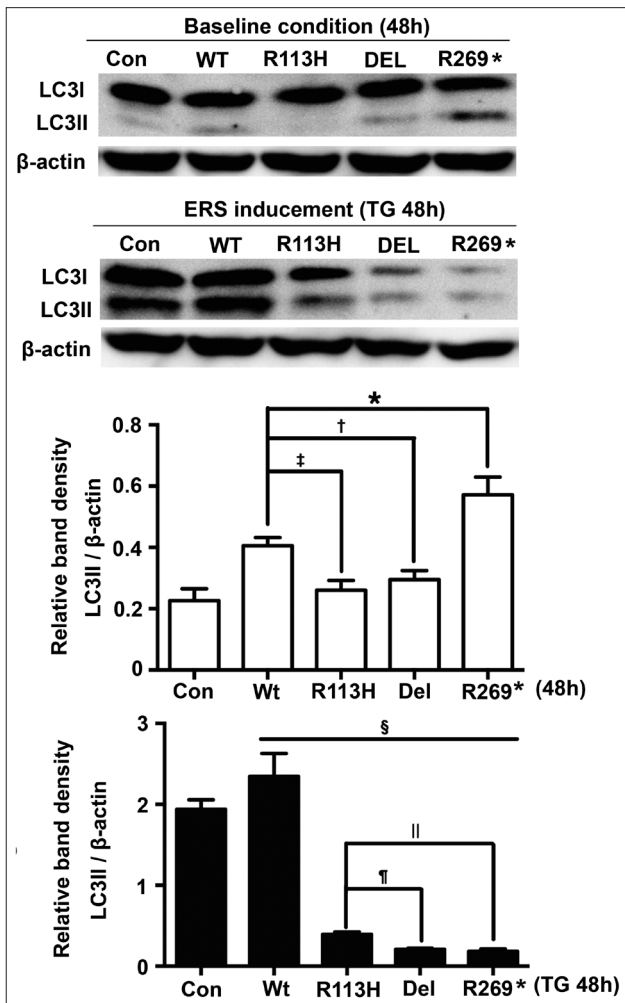 Baseline condition (48h)
Con WT R113H DEL R269*
LC3I
LC3II
β-actin
ERS inducement (TG 48h)
Con WT R113H DEL R269*
LC3I
LC3II
β-actin
Relative band density
LC3II / β-actin
0.8
0.6
0.4
0.2
0
*
†
‡
Con Wt R113H Del R269* (48h)
Relative band density
LC3II / β-actin
3
2
1
0
§
||
¶
Con Wt R113H Del R269* (TG 48h)